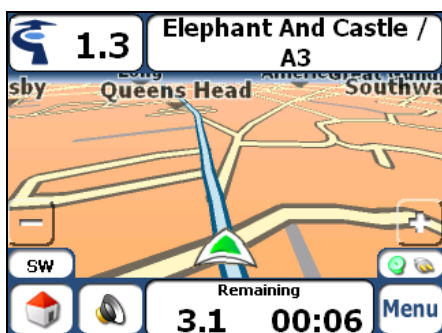 1.3
Elephant And Castle /
A3
sby
Queens Head
Southwa
SW
Remaining
3.1 00:06
Menu